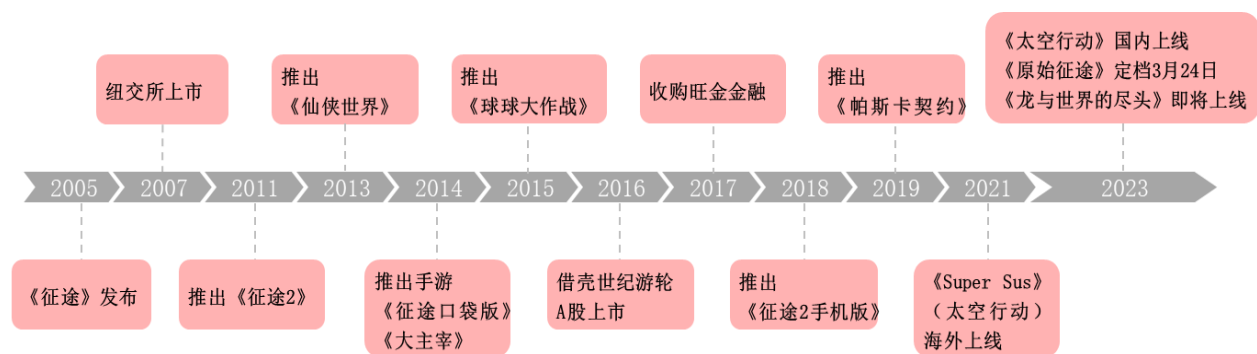 《太空行动》国内上线
《原始征途》定档3月24日
《龙与世界的尽头》即将上线
纽交所上市
推出
《仙侠世界》
推出
《球球大作战》
收购旺金金融
推出
《帕斯卡契约》
2005
2007
2011
2013
2014
2015
2016
2017
2018
2019
2021
2023
《征途》发布
推出《征途2》
推出手游
《征途口袋版》
《大主宰》
借壳世纪游轮
A股上市
推出
《征途2手机版》
《Super Sus》
（太空行动）
海外上线